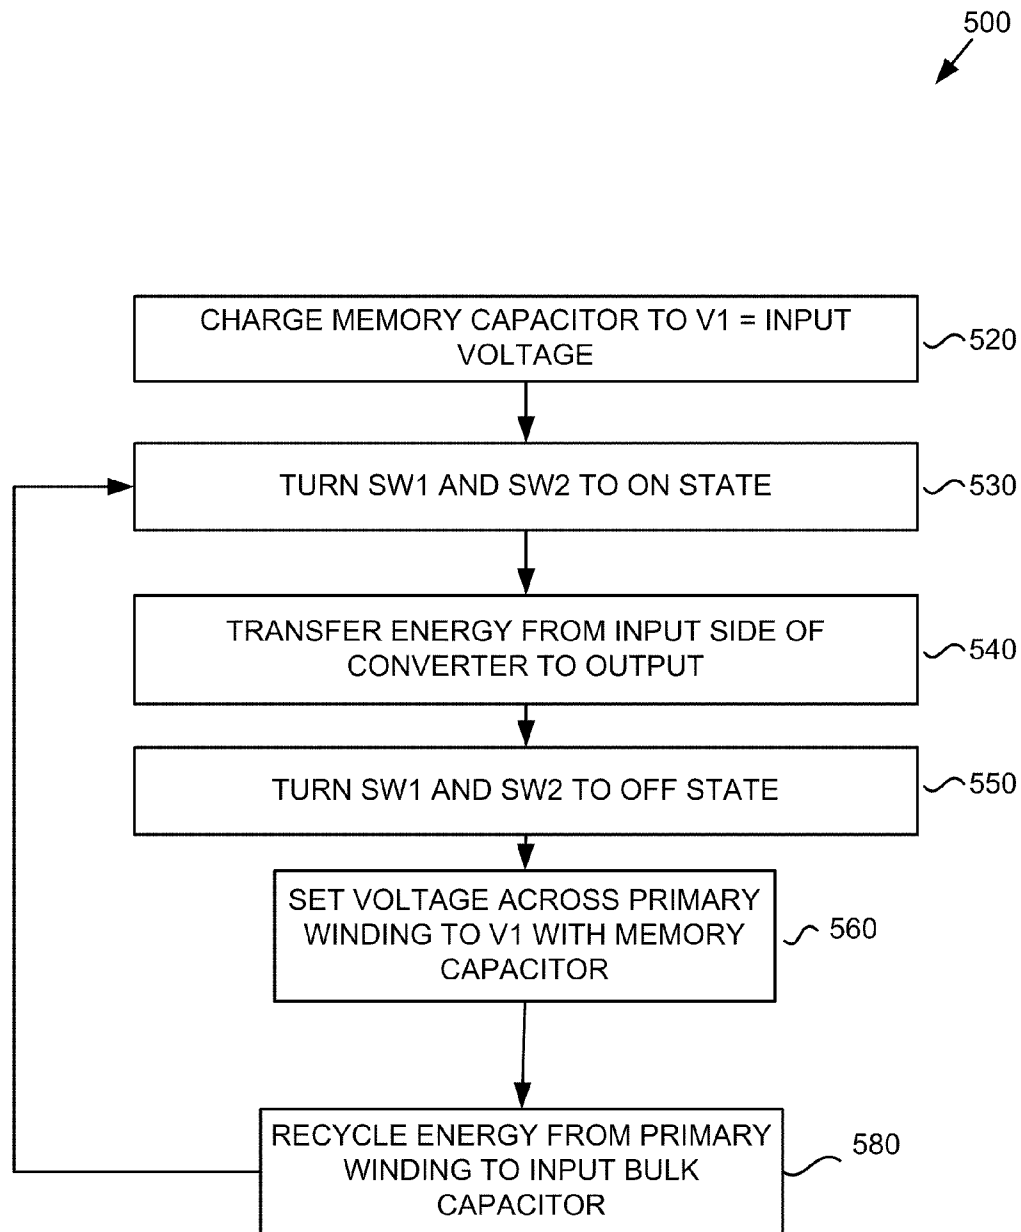 500
CHARGE MEMORY CAPACITOR TO V1 = INPUT
VOLTAGE
520
TURN SW1 AND SW2 TO ON STATE
530
TRANSFER ENERGY FROM INPUT SIDE OF
CONVERTER TO OUTPUT
540
TURN SW1 AND SW2 TO OFF STATE
550
SET VOLTAGE ACROSS PRIMARY
WINDING TO V1 WITH MEMORY
CAPACITOR
560
RECYCLE ENERGY FROM PRIMARY
WINDING TO INPUT BULK
CAPACITOR
580